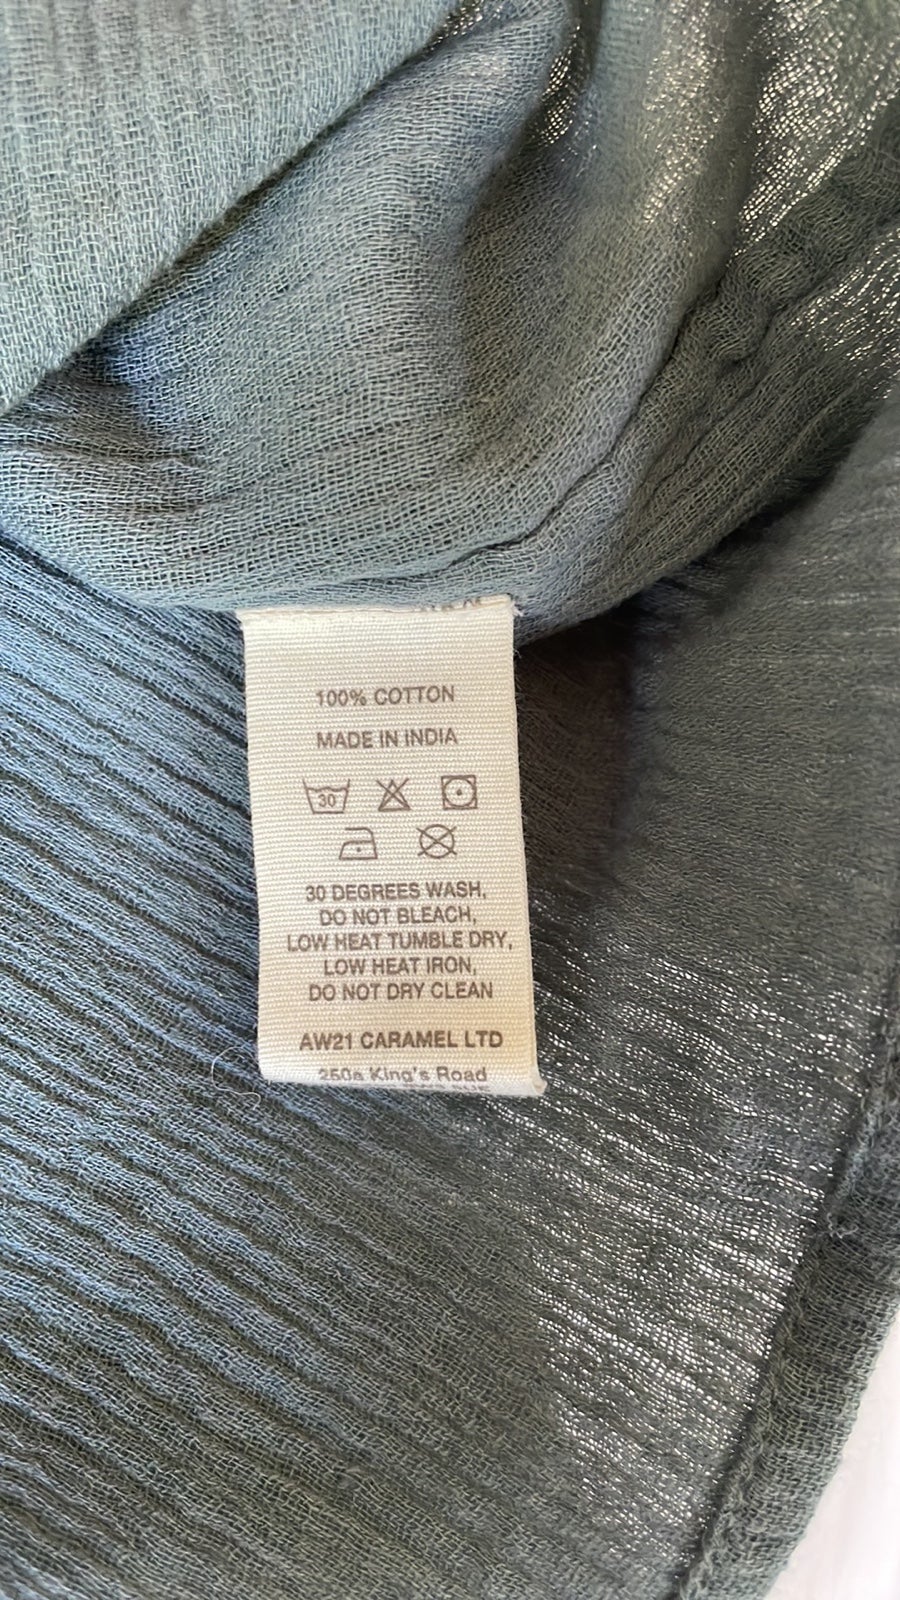 100% COTTON
MADE IN INDIA
30
30 DEGREES WASH,
DO NOT BLEACH,
LOW HEAT TUMBLE DRY,
LOW HEAT IRON,
DO NOT DRY CLEAN
AW21 CARAMEL LTD
250a King's Road